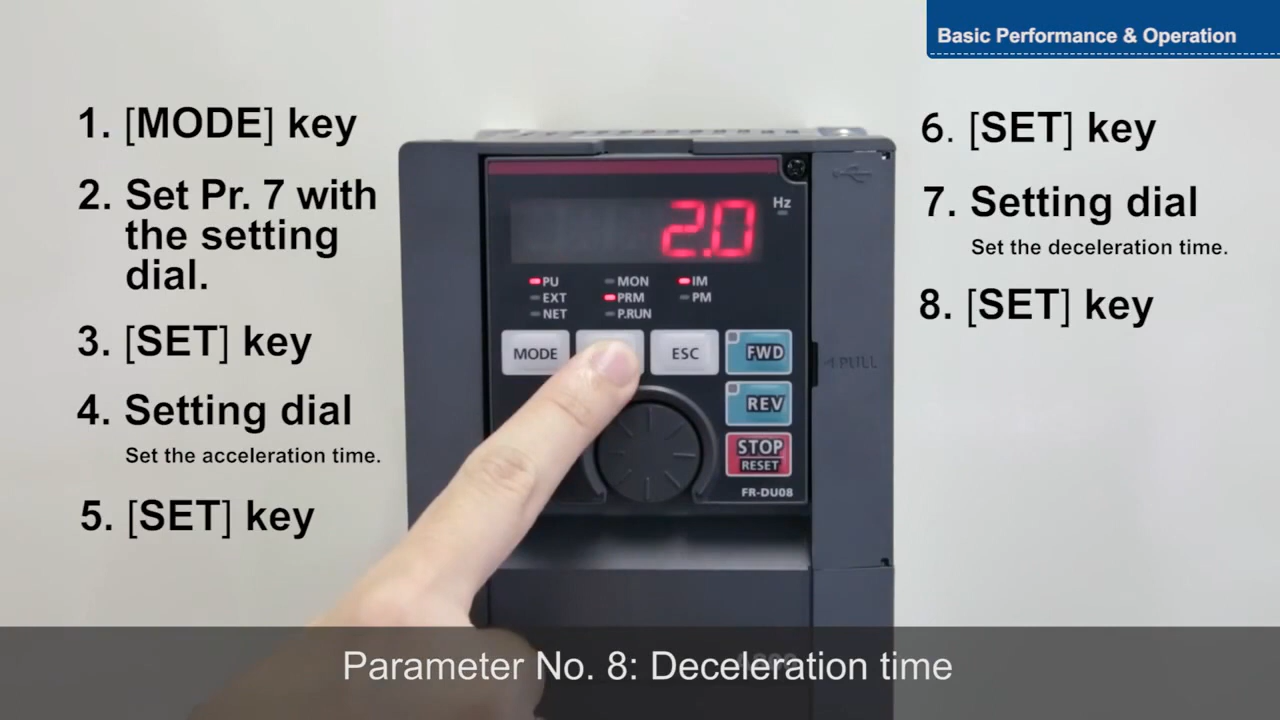 Basic Performance & Operation
1. [MODE] key
2. Set Pr. 7 with
the setting
dial.
3. [SET] key
4. Setting dial
Set the acceleration time.
5. [SET] key
6. [SET] key
7. Setting dial
Set the deceleration time.
8. [SET] key
2.0 Hz
PU MON IM
EXT PRM PM
NET P.RUN
MODE ESC FWD
REV
STOP
RESET
FR-DU08
PULL
Parameter No. 8: Deceleration time